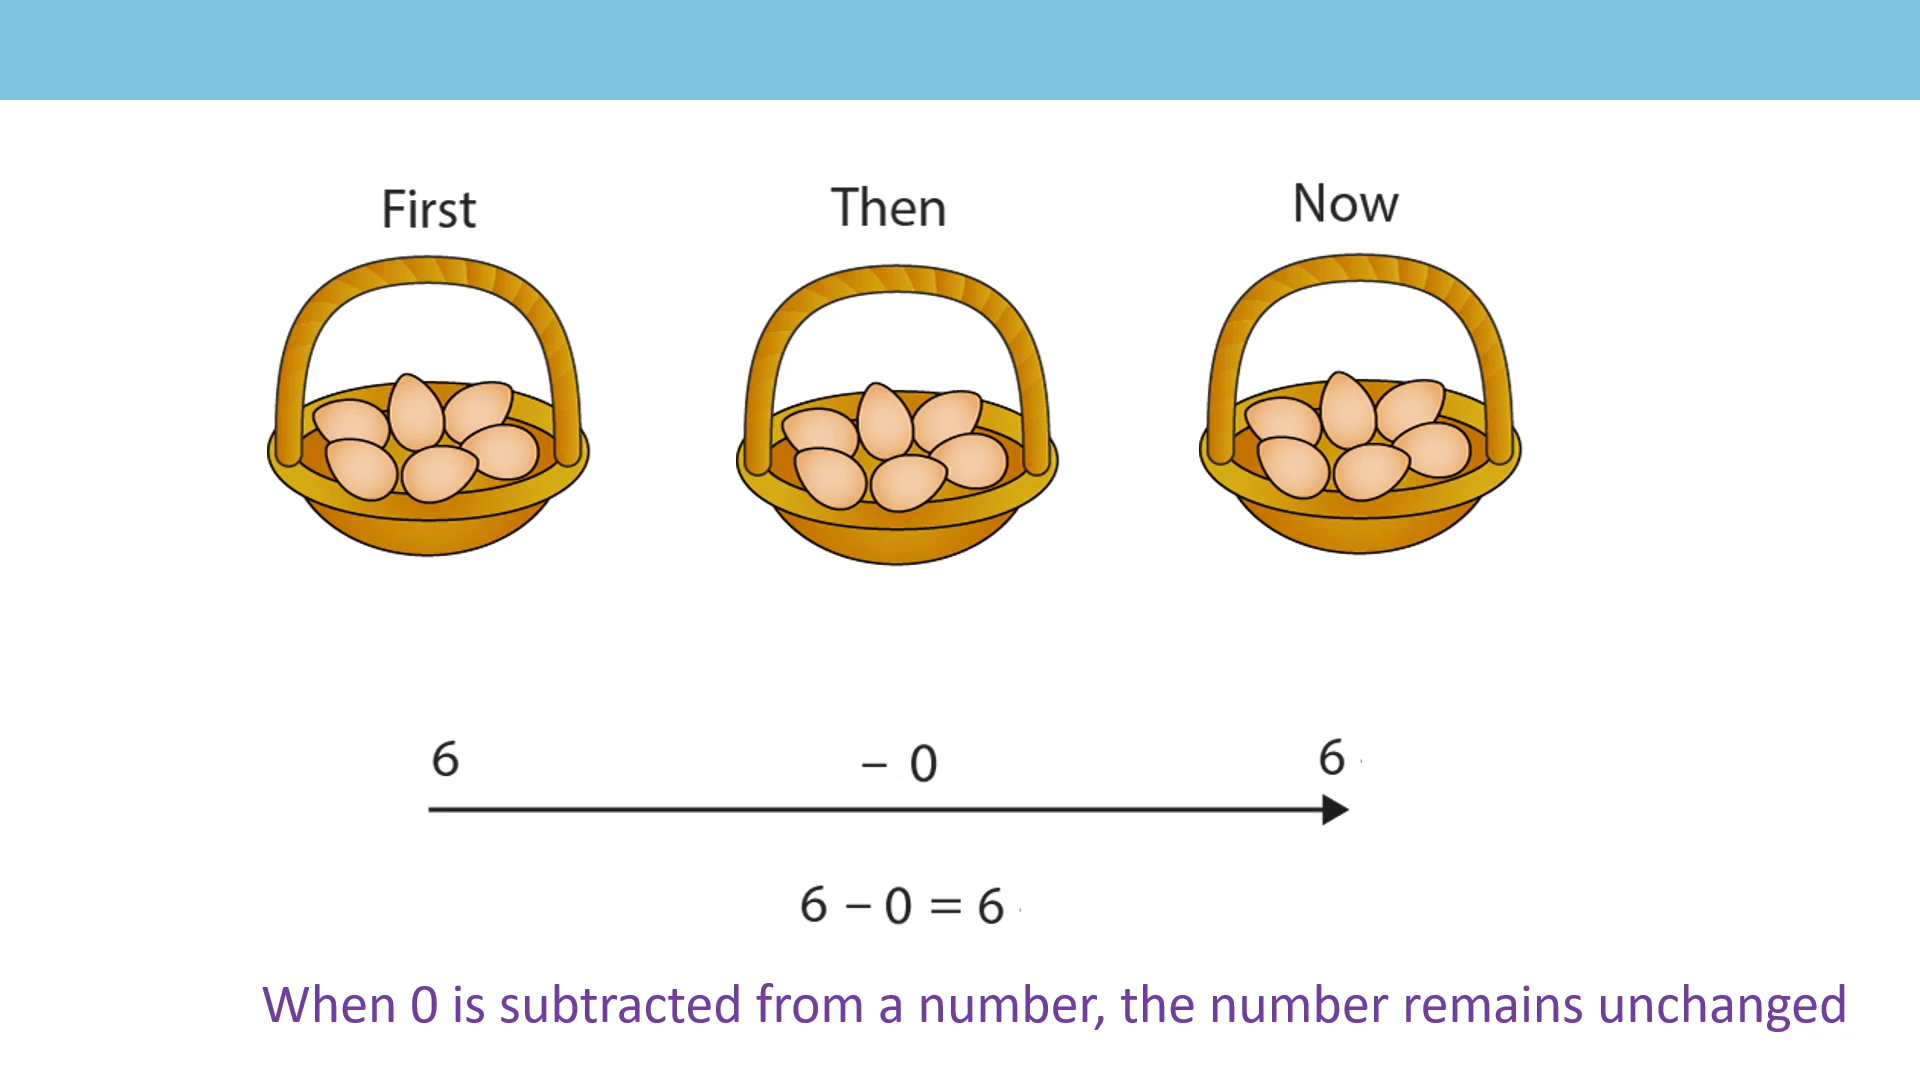 First Then Now
6 – 0 6
6 – 0 = 6
When 0 is subtracted from a number, the number remains unchanged